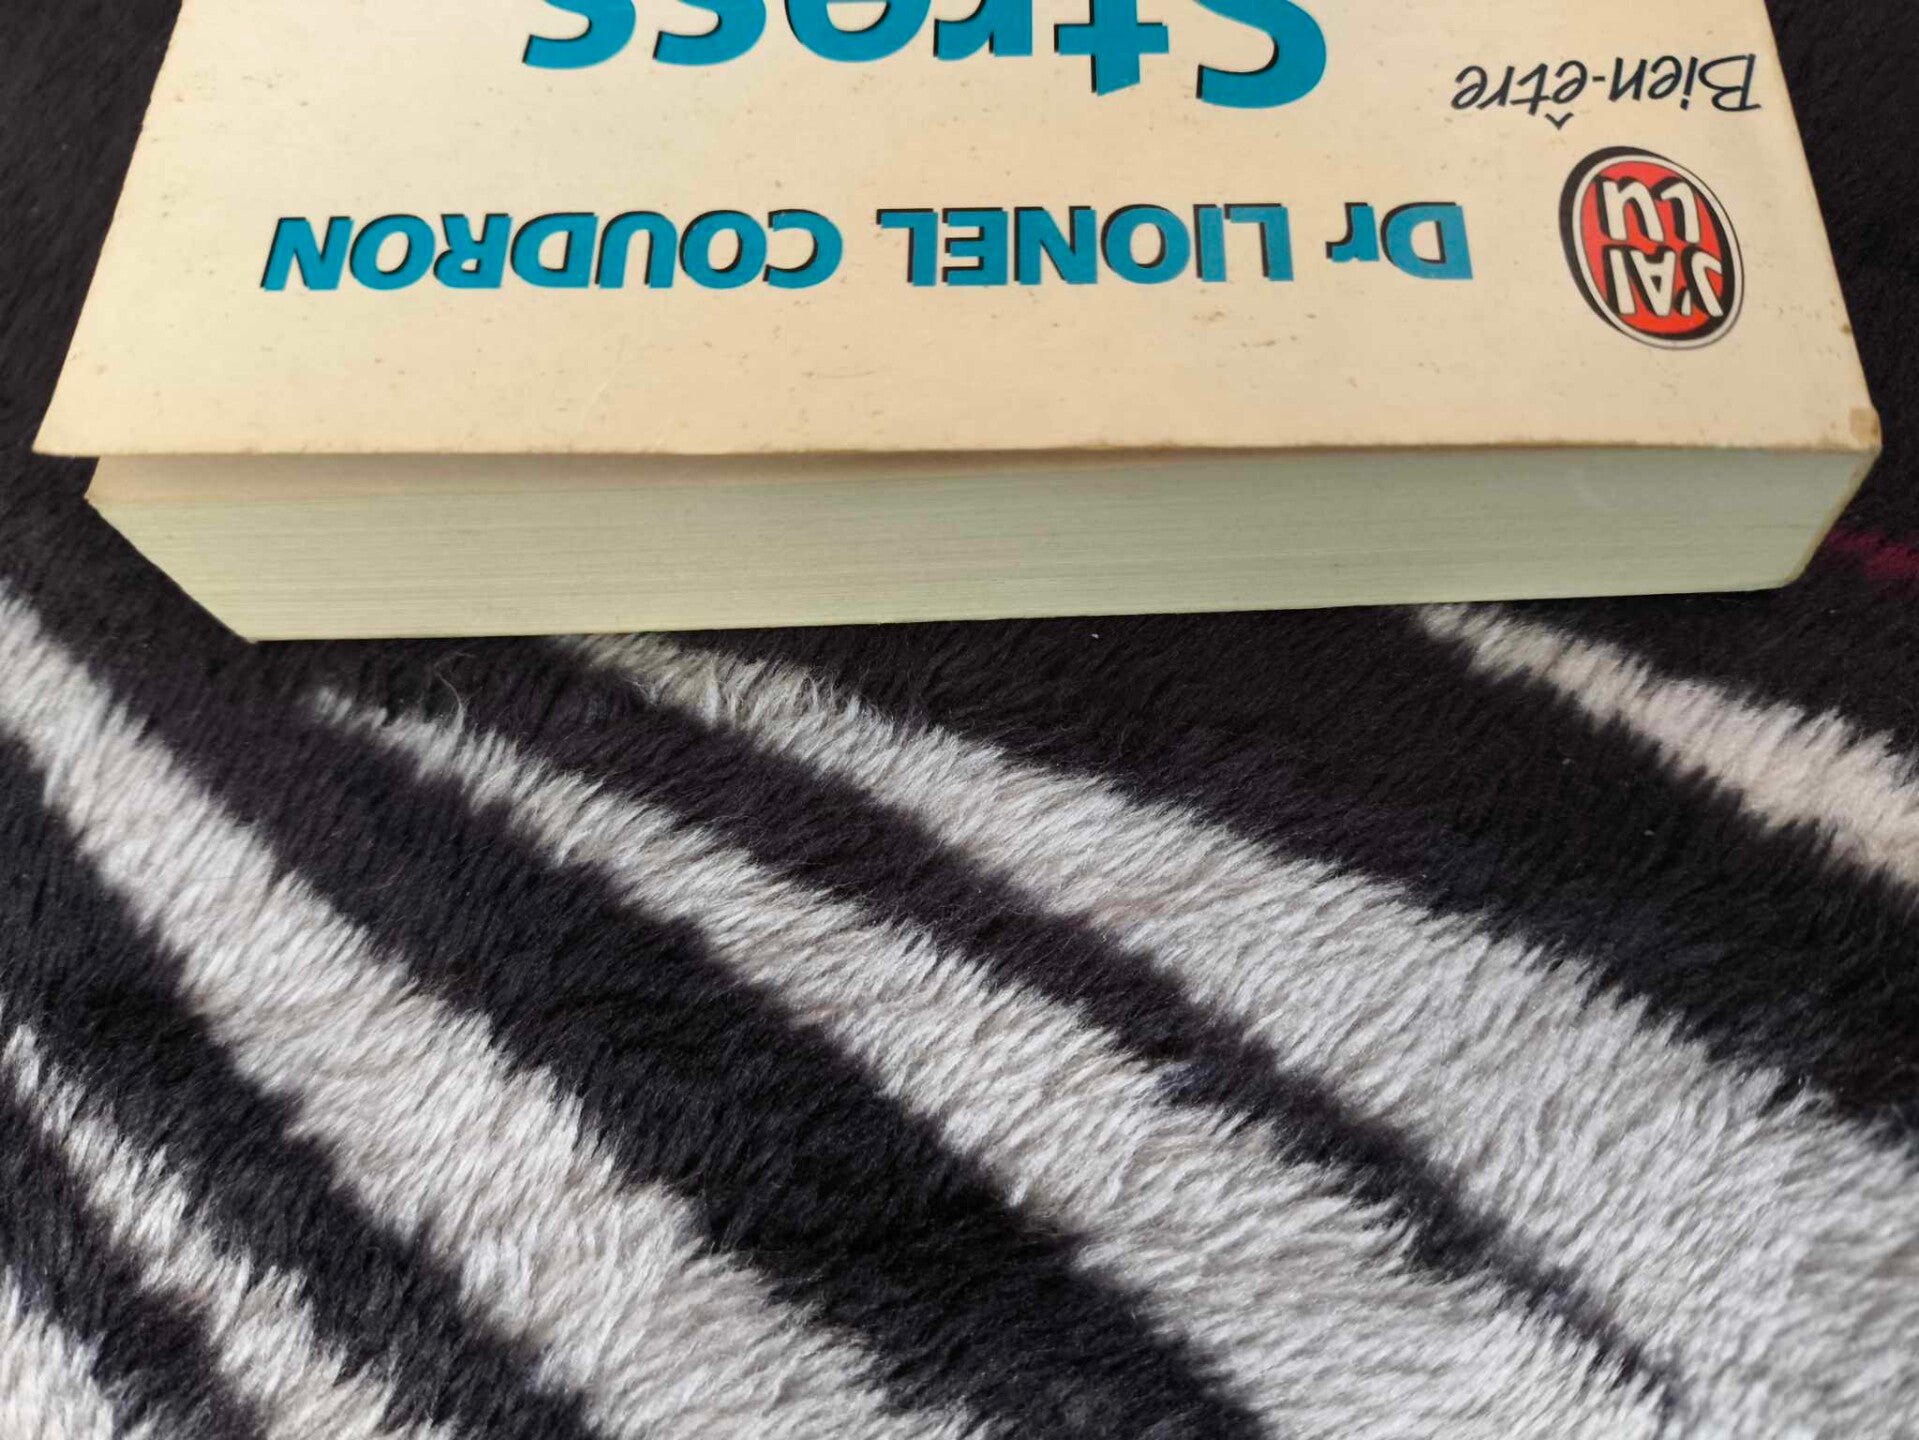 J'AI
LU
Dr LIONEL COUDRON
Bien-être
Stress